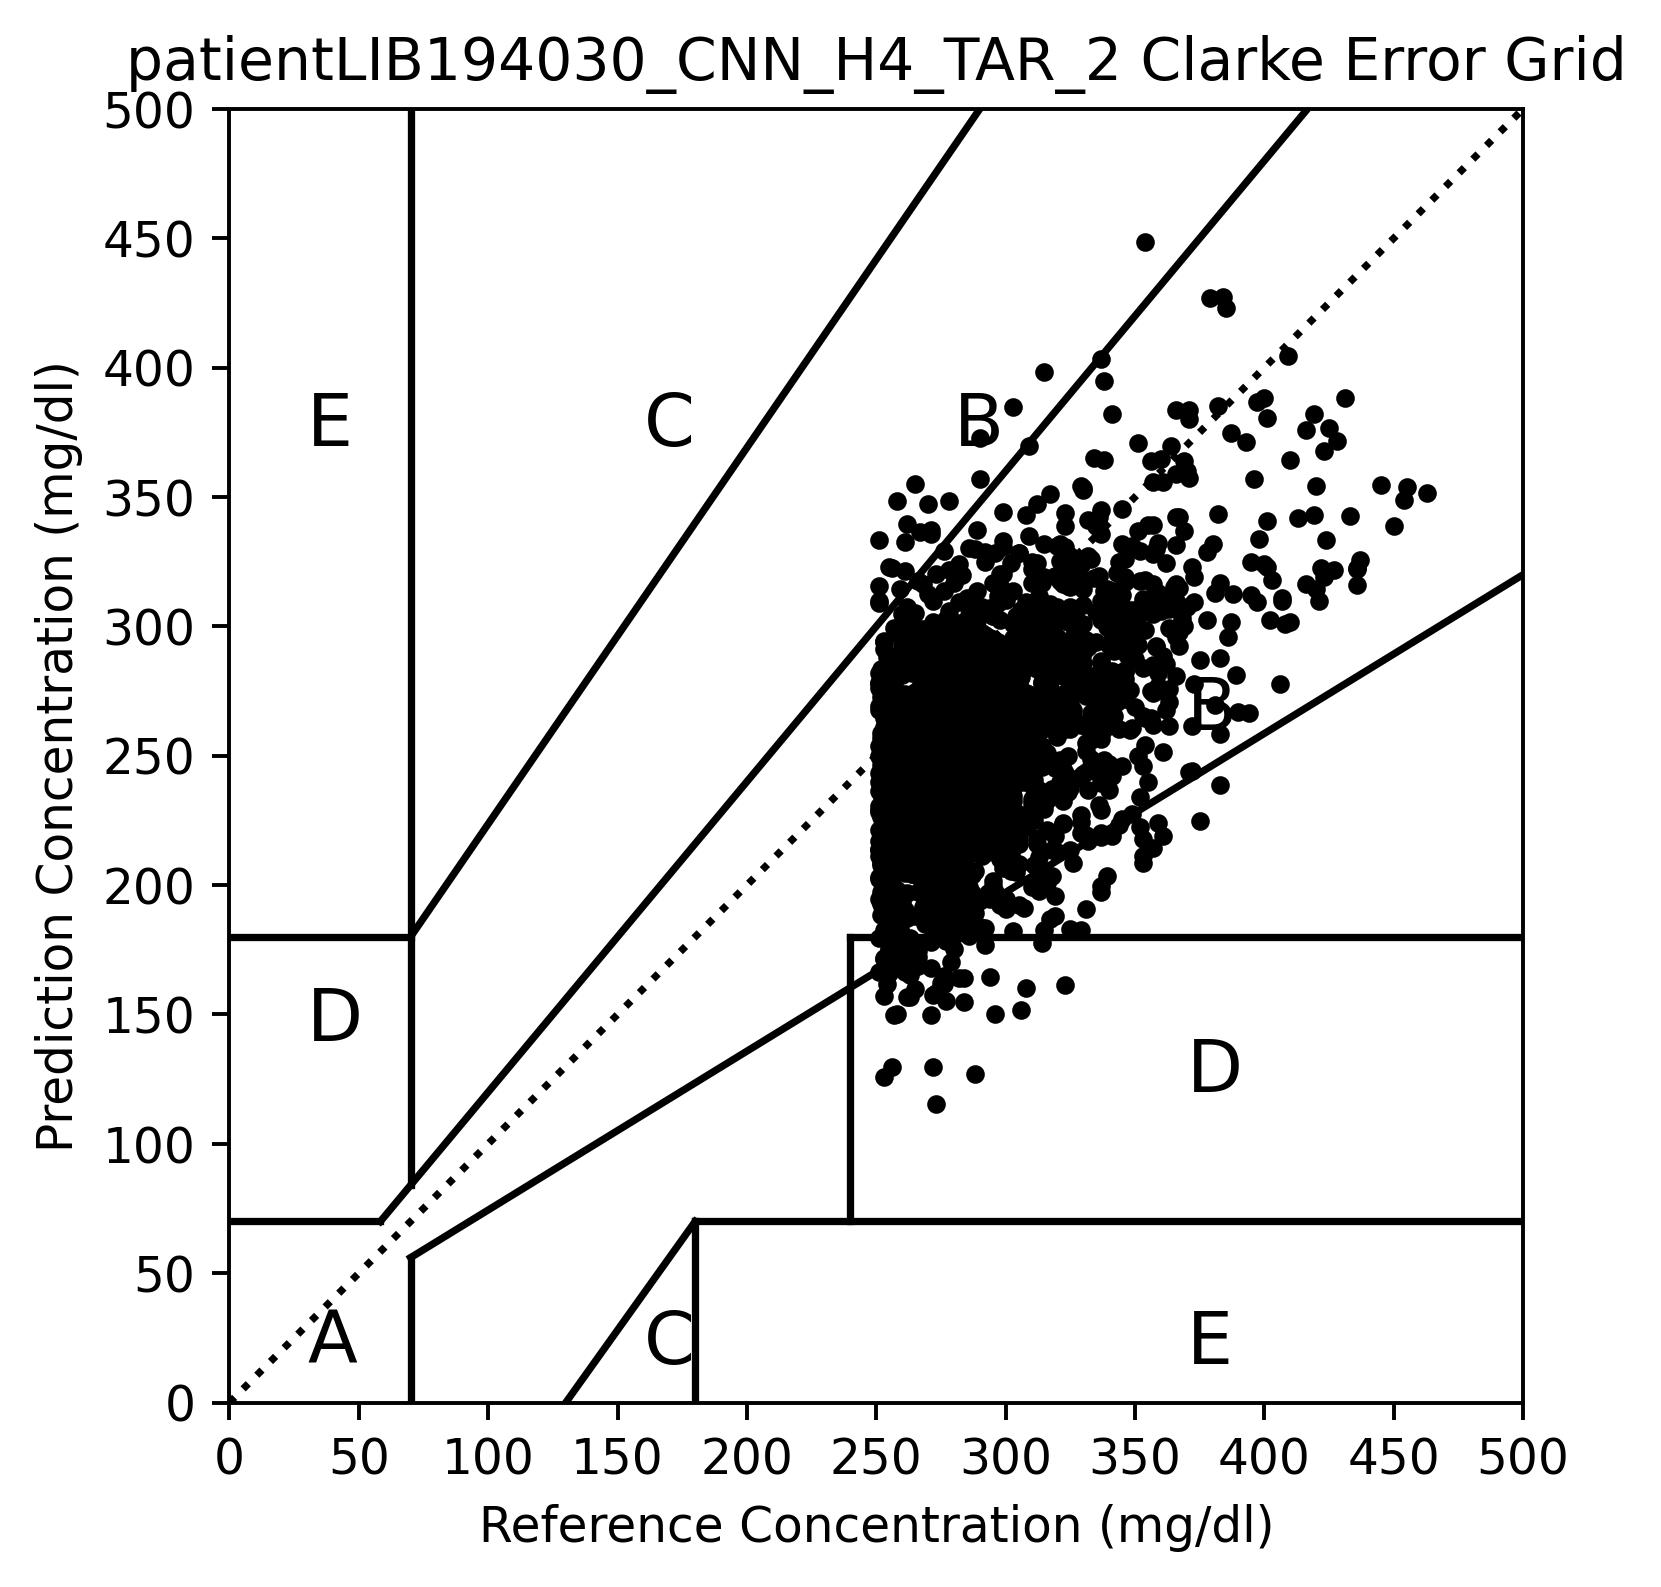 patientLIB194030_CNN_H4_TAR_2 Clarke Error Grid
Prediction Concentration (mg/dl)
500
450
400
350
300
250
200
150
100
50
0
E
C
B
D
B
D
A
C
E
0 50 100 150 200 250 300 350 400 450 500
Reference Concentration (mg/dl)